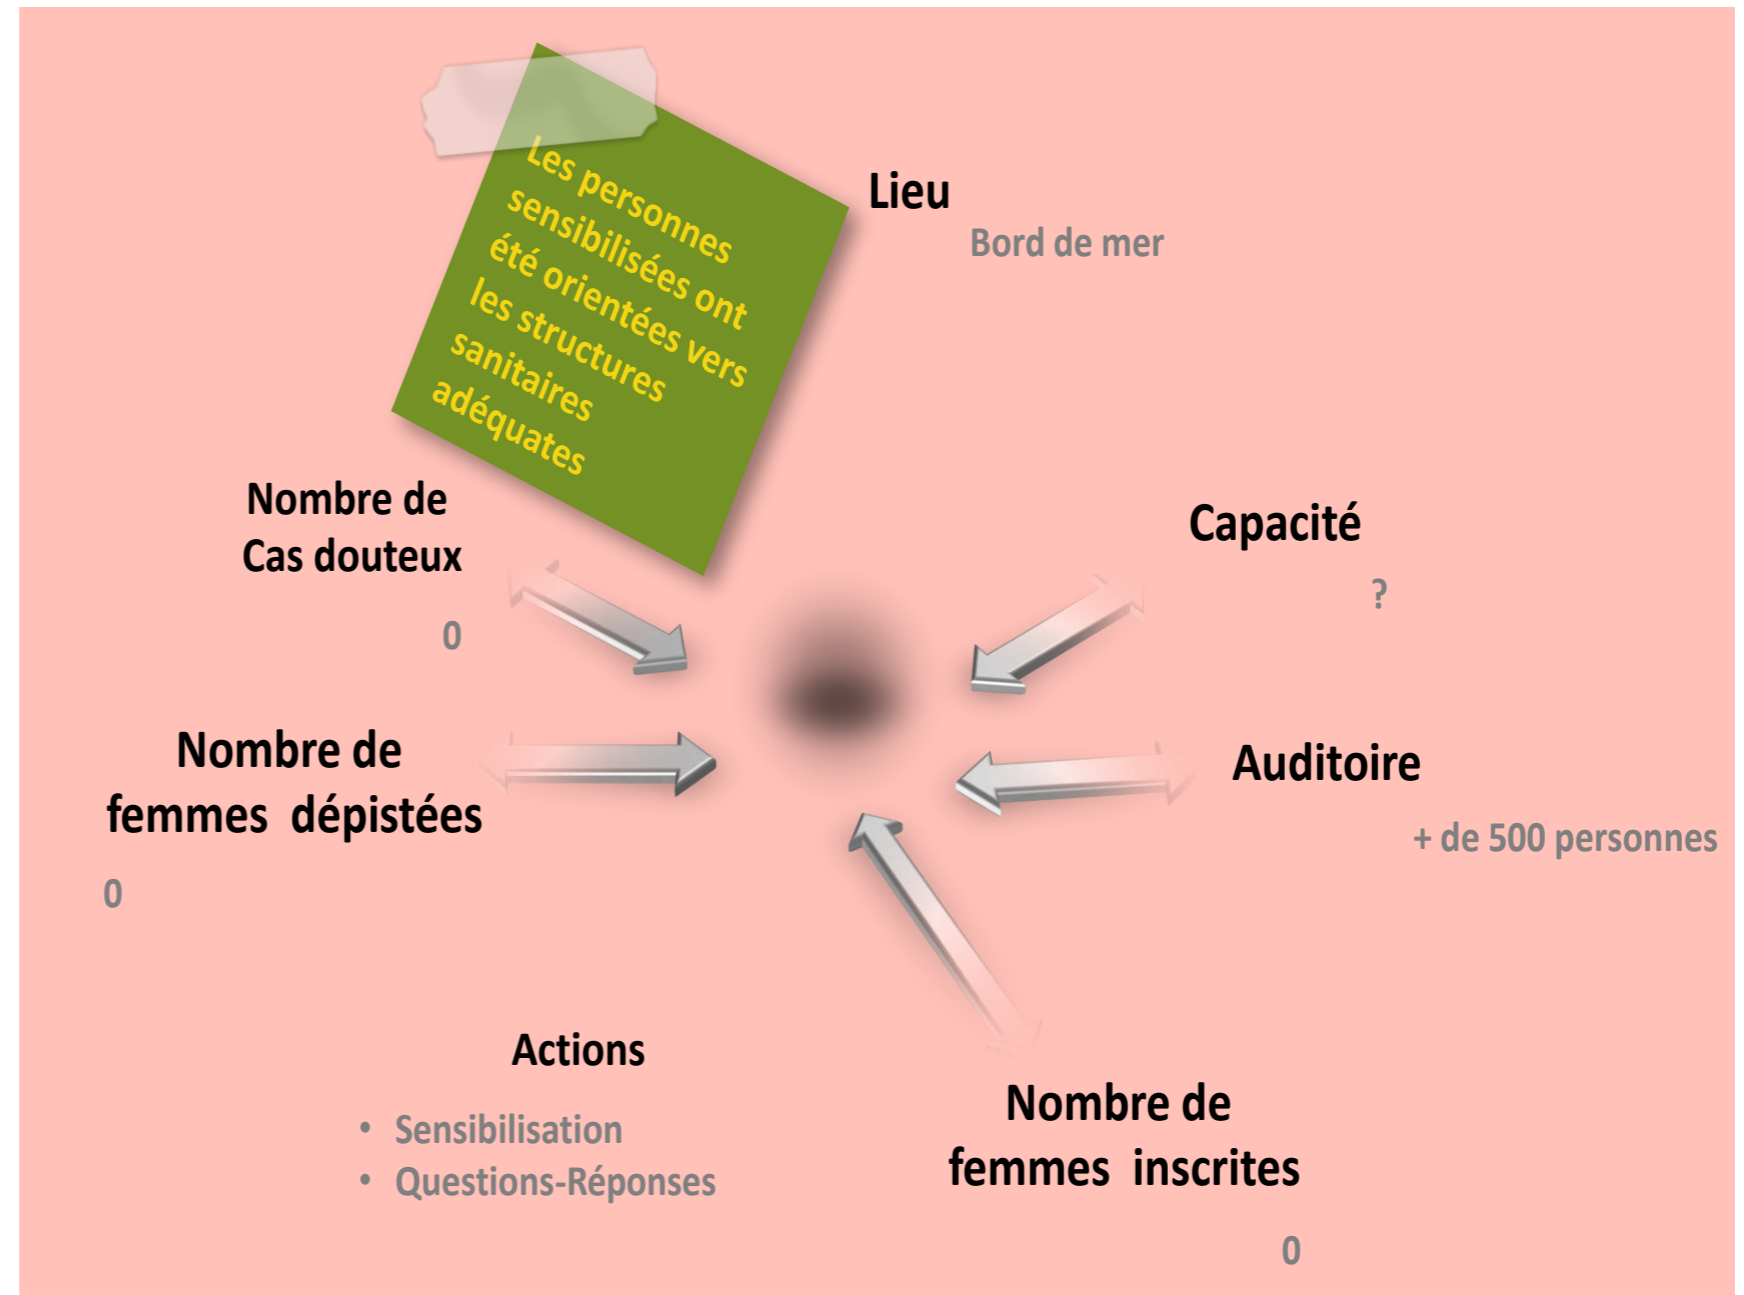 Les personnes
sensibilisées ont
été orientées vers
les structures
sanitaires
adéquates
Lieu
Bord de mer
Nombre de
Cas douteux
0
Capacité
?
Nombre de
femmes dépistées
0
Auditoire
+ de 500 personnes
Actions
• Sensibilisation
• Questions-Réponses
Nombre de
femmes inscrites
0